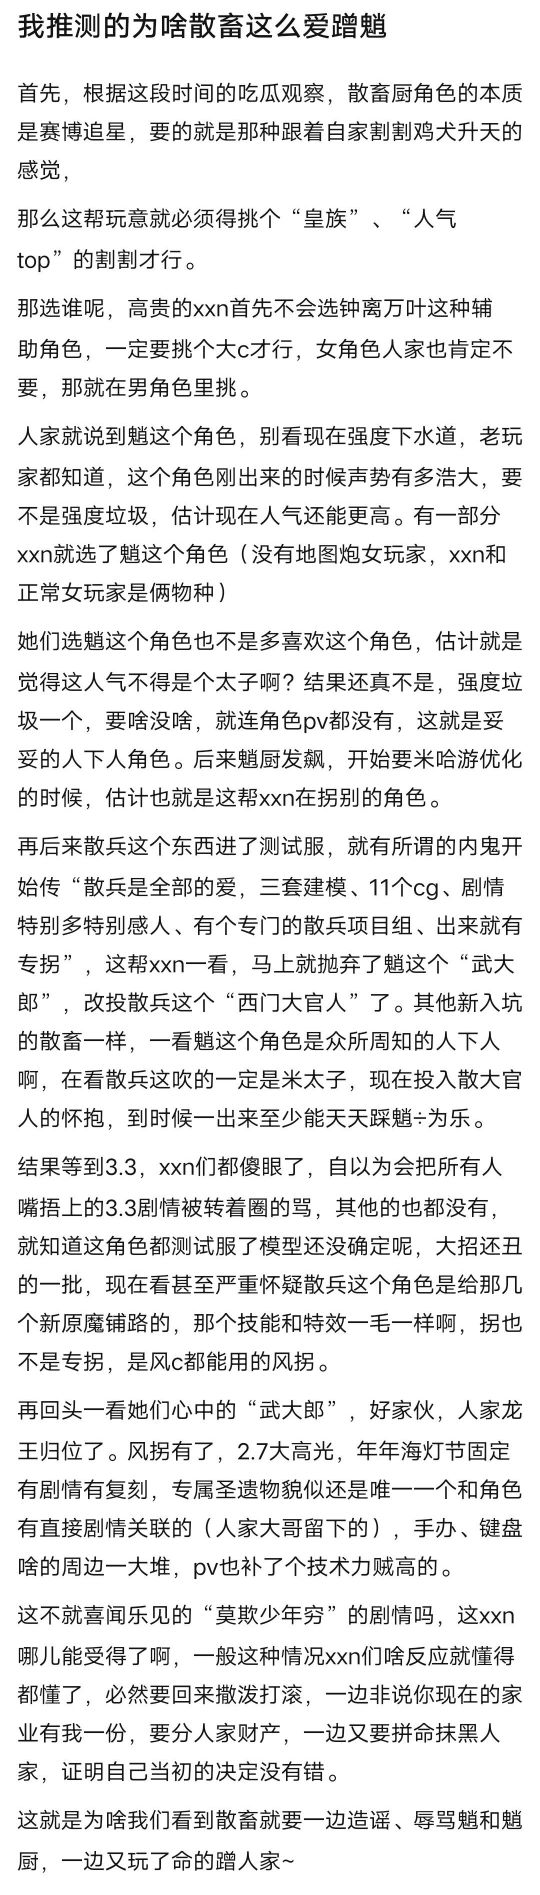 我推测的为啥散畜这么爱蹭魈
首先，根据这段时间的吃瓜观察，散畜厨角色的本质
是赛博追星，要的就是那种跟着自家割割鸡犬升天的
感觉，
那么这帮玩意就必须得挑个“皇族”、“人气
top”的割割才行。
那选谁呢，高贵的xxn首先不会选钟离万叶这种辅
助角色，一定要挑个大c才行，女角色人家也肯定不
要，那就在男角色里挑。
人家就说到魈这个角色，别看现在强度下水道，老玩
家都知道，这个角色刚出来的时候声势有多浩大，要
不是强度垃圾，估计现在人气还能更高。有一部分
xxn就选了魈这个角色（没有地图炮女玩家，xxn和
正常女玩家是俩物种）
她们选魈这个角色也不是多喜欢这个角色，估计就是
觉得这人气不得是个太子啊？结果还真不是，强度垃
圾一个，要啥没啥，就连角色pv都没有，这就是妥
妥的人下人角色。后来魈厨发飙，开始要米哈游优化
的时候，估计也就是这帮xxn在拐别的角色。
再后来散兵这个东西进了测试服，就有所谓的内鬼开
始传“散兵是全部的爱，三套建模、11个cg、剧情
特别多特别感人、有个专门的散兵项目组、出来就有
专拐”，这帮xxn一看，马上就抛弃了魈这个“武大
郎”，改投散兵这个“西门大官人”了。其他新入坑
的散畜一样，一看魈这个角色是众所周知的人下人
啊，在看散兵这吹的一定是米太子，现在投入散大官
人的怀抱，到时候一出来至少能天天踩魈÷为乐。
结果等到3.3，xxn们都傻眼了，自以为会把所有人
嘴捂上的3.3剧情被转着圈的骂，其他的也都没有，
就知道这角色都测试服了模型还没确定呢，大招还丑
的一批，现在看甚至严重怀疑散兵这个角色是给那几
个新原魔铺路的，那个技能和特效一毛一样啊，拐也
不是专拐，是风c都能用的风拐。
再回头一看她们心中的“武大郎”，好家伙，人家龙
王归位了。风拐有了，2.7大高光，年年海灯节固定
有剧情有复刻，专属圣遗物貌似还是唯一一个和角色
有直接剧情关联的（人家大哥留下的），手办、键盘
啥的周边一大堆，pv也补了个技术力贼高的。
这不就喜闻乐见的“莫欺少年穷”的剧情吗，这xxn
哪儿能受得了啊，一般这种情况xxn们啥反应就懂得
都懂了，必然要回来撒泼打滚，一边非说你现在的家
业有我一份，要分人家财产，一边又要拼命抹黑人
家，证明自己当初的决定没有错。
这就是为啥我们看到散畜就要一边造谣、辱骂魈和魈
厨，一边又玩了命的蹭人家~